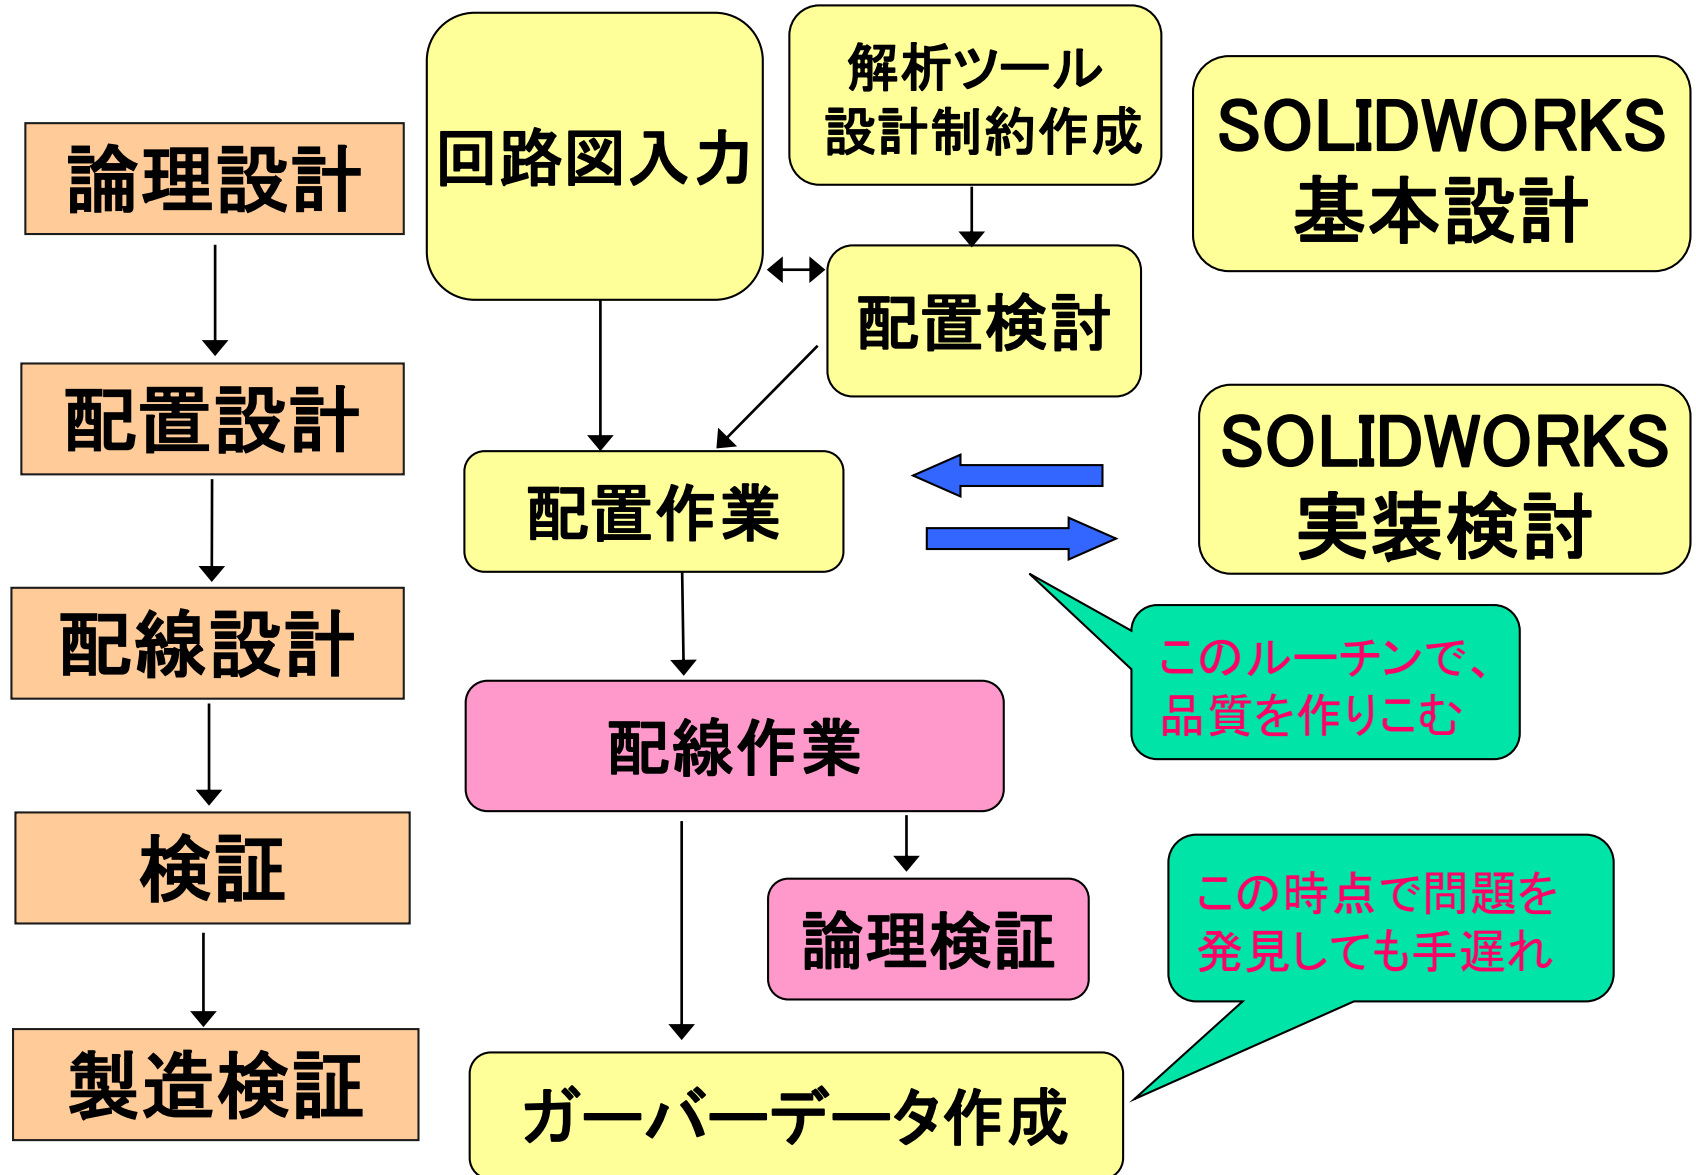 論理設計
配置設計
配線設計
検証
製造検証
回路図入力
解析ツール
設計制約作成
配置検討
配置作業
配線作業
論理検証
ガーバーデータ作成
SOLIDWORKS
基本設計
SOLIDWORKS
実装検討
このルーチンで、
品質を作りこむ
この時点で問題を
発見しても手遅れ